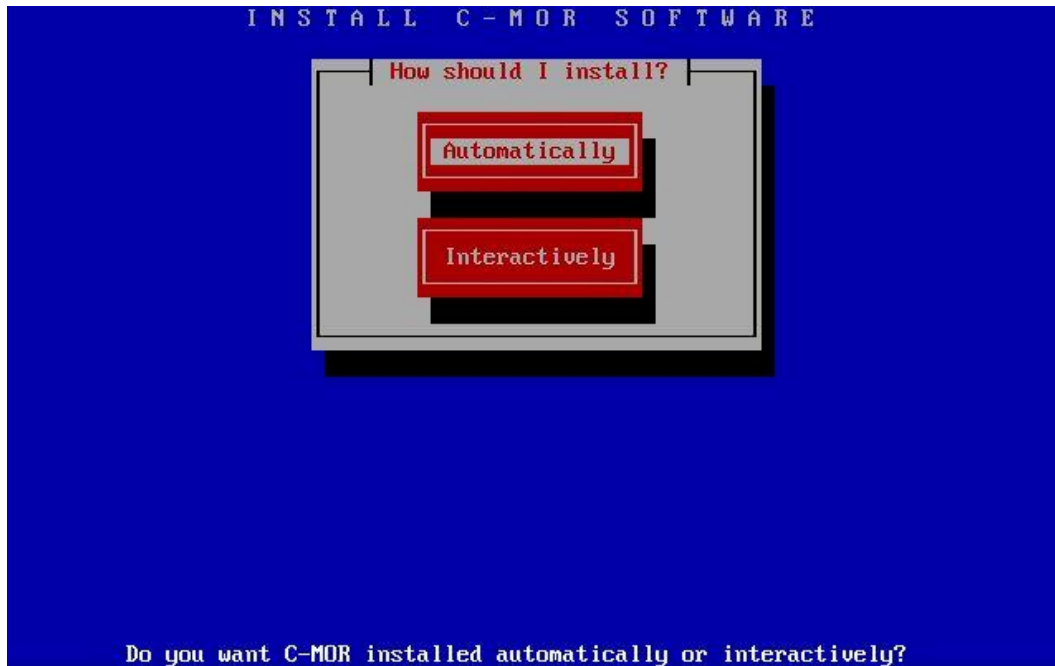 INSTALL C-MOR SOFTWARE
How should I install?
Automatically
Interactively
Do you want C-MOR installed automatically or interactively?